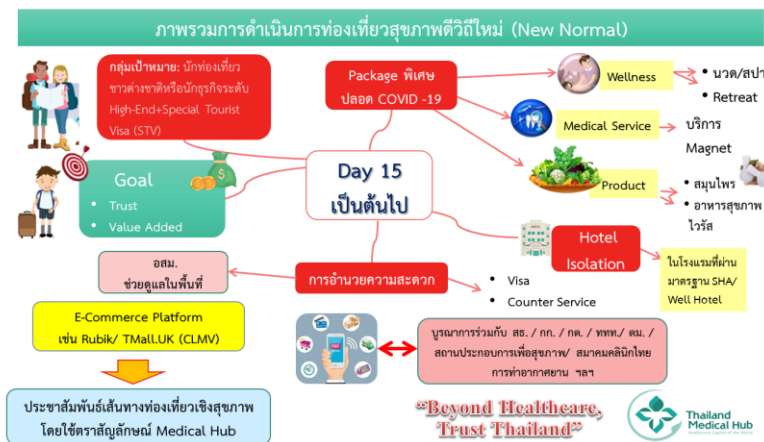 ภาพรวมการดำเนินการท่องเที่ยวสุขภาพดีวิถีใหม่ (New Normal)
กลุ่มเป้าหมาย: นักท่องเที่ยว
ชาวต่างชาติหรือนักธุรกิจระดับ
High-End+Special Tourist
Visa (STV)
Package พิเศษ
ปลอด COVID -19
Wellness
• นวด/สปา
• Retreat
Medical Service
บริการ
Magnet
Product
• สมุนไพร
• อาหารสุขภาพ
ไวรัส
Goal
• Trust
• Value Added
Day 15
เป็นต้นไป
Hotel
Isolation
ในโรงแรมที่ผ่าน
มาตรฐาน SHA/
Well Hotel
อสม.
ช่วยดูแลในพื้นที่
การอำนวยความสะดวก
• Visa
• Counter Service
E-Commerce Platform
เช่น Rubik/ TMall.UK (CLMV)
FREE
บูรณาการร่วมกับ สธ. / กก. / กต. / ททท./ ตม. /
สถานประกอบการเพื่อสุขภาพ/ สมาคมคลินิกไทย
การท่าอากาศยาน ฯลฯ
ประชาสัมพันธ์เส้นทางท่องเที่ยวเชิงสุขภาพ
โดยใช้ตราสัญลักษณ์ Medical Hub
"Beyond Healthcare,
Trust Thailand"
Thailand
Medical Hub